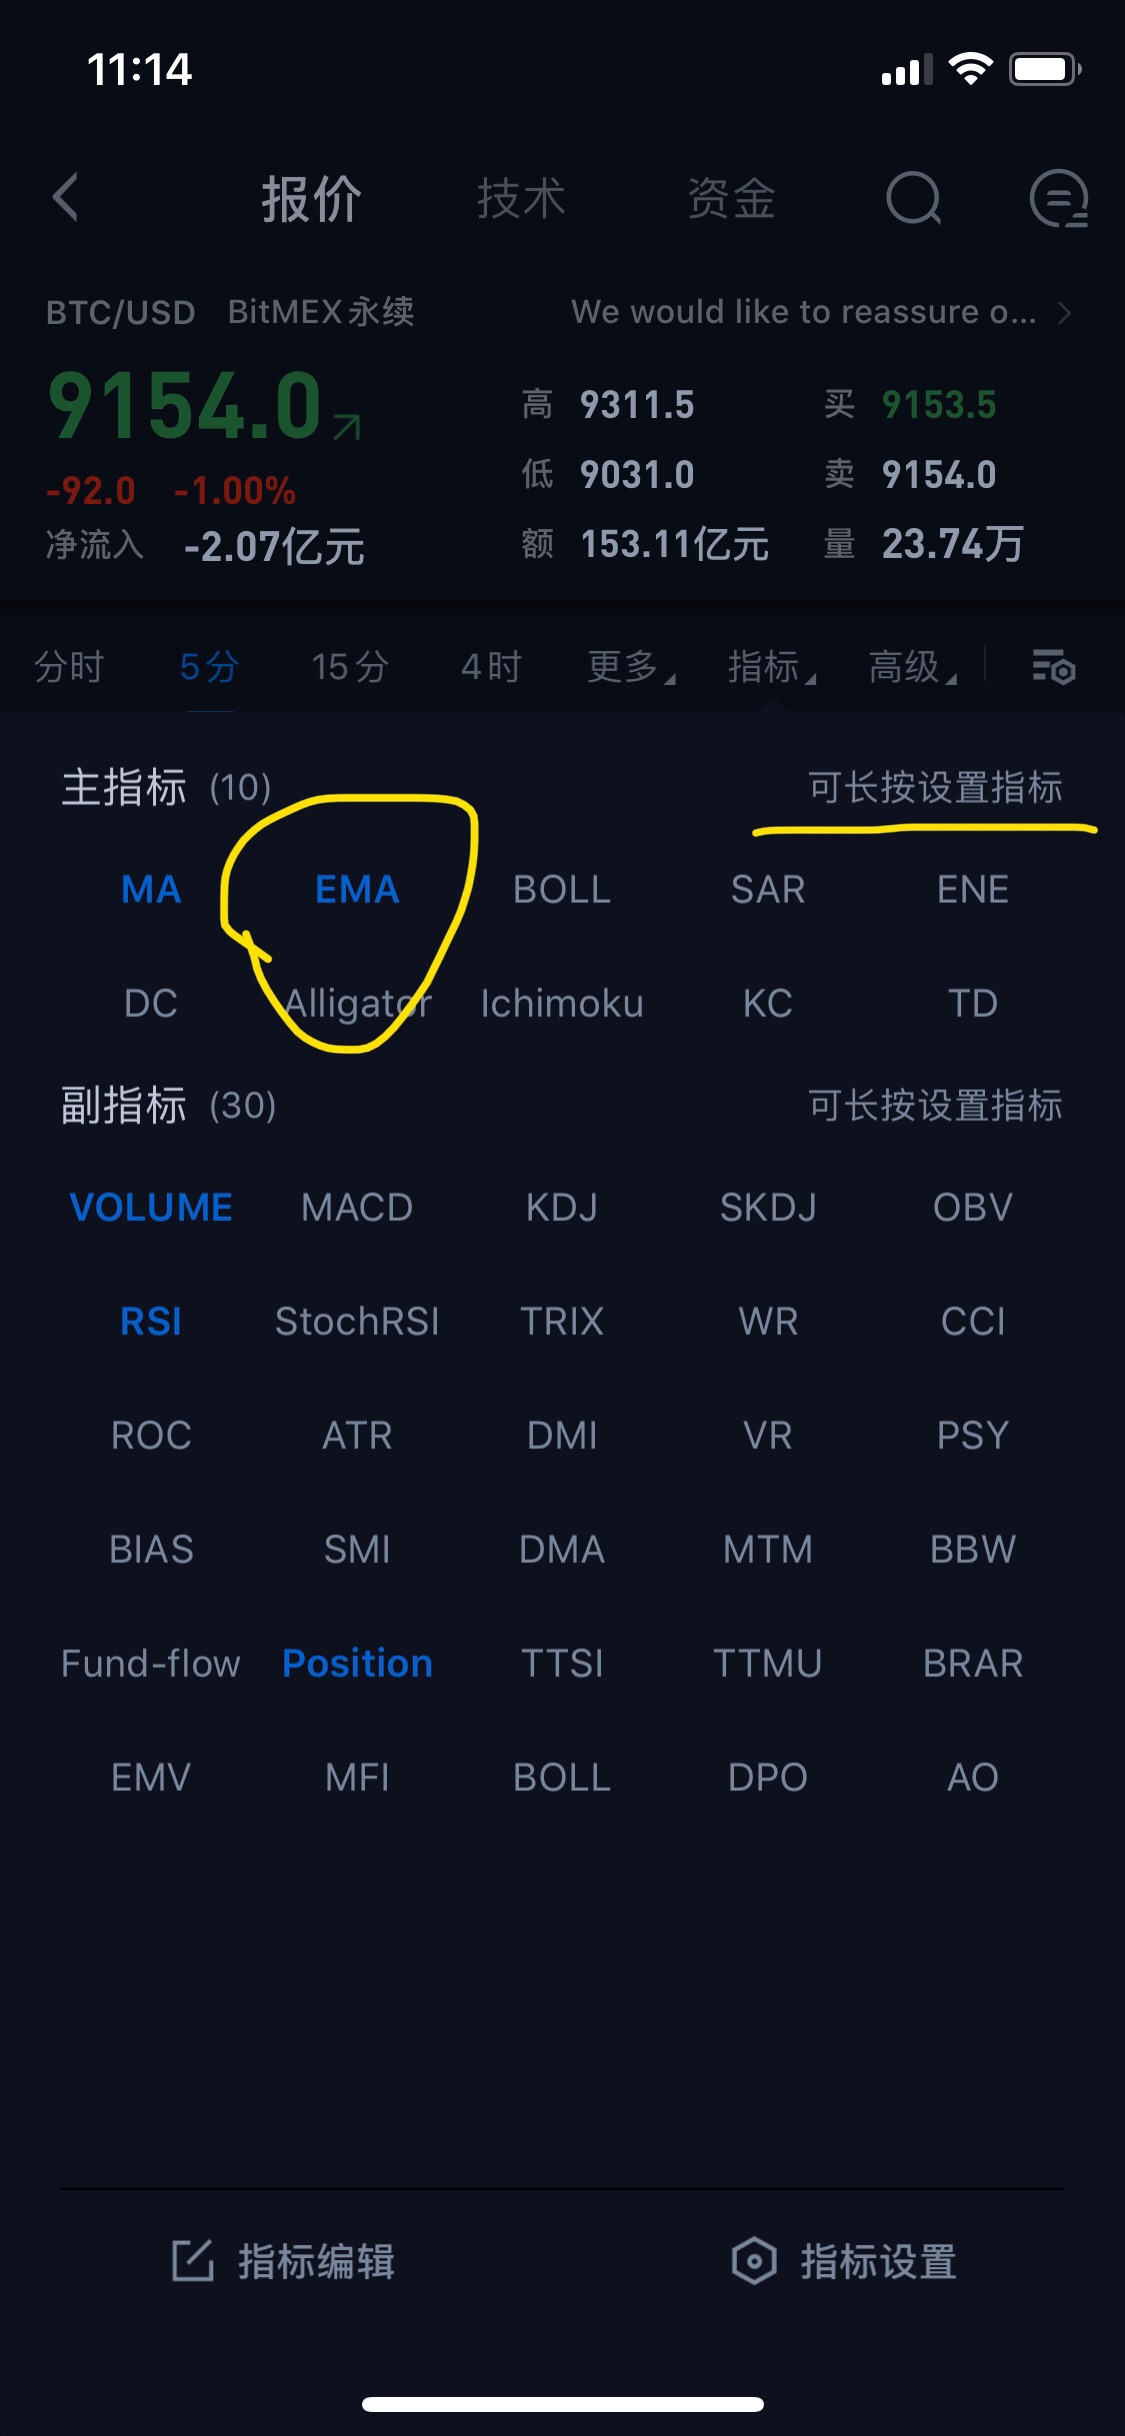 11:14
报价 技术 资金
BTC/USD BitMEX永续 We would like to reassure o...
9154.0 高 9311.5 买 9153.5
-92.0 -1.00% 低 9031.0 卖 9154.0
净流入 -2.07亿元 额 153.11亿元 量 23.74万
分时 5分 15分 4时 更多 指标 高级
主指标 (10) 可长按设置指标
MA EMA BOLL SAR ENE
DC Alligator Ichimoku KC TD
副指标 (30) 可长按设置指标
VOLUME MACD KDJ SKDJ OBV
RSI StochRSI TRIX WR CCI
ROC ATR DMI VR PSY
BIAS SMI DMA MTM BBW
Fund-flow Position TTSI TTMU BRAR
EMV MFI BOLL DPO AO
指标编辑 指标设置